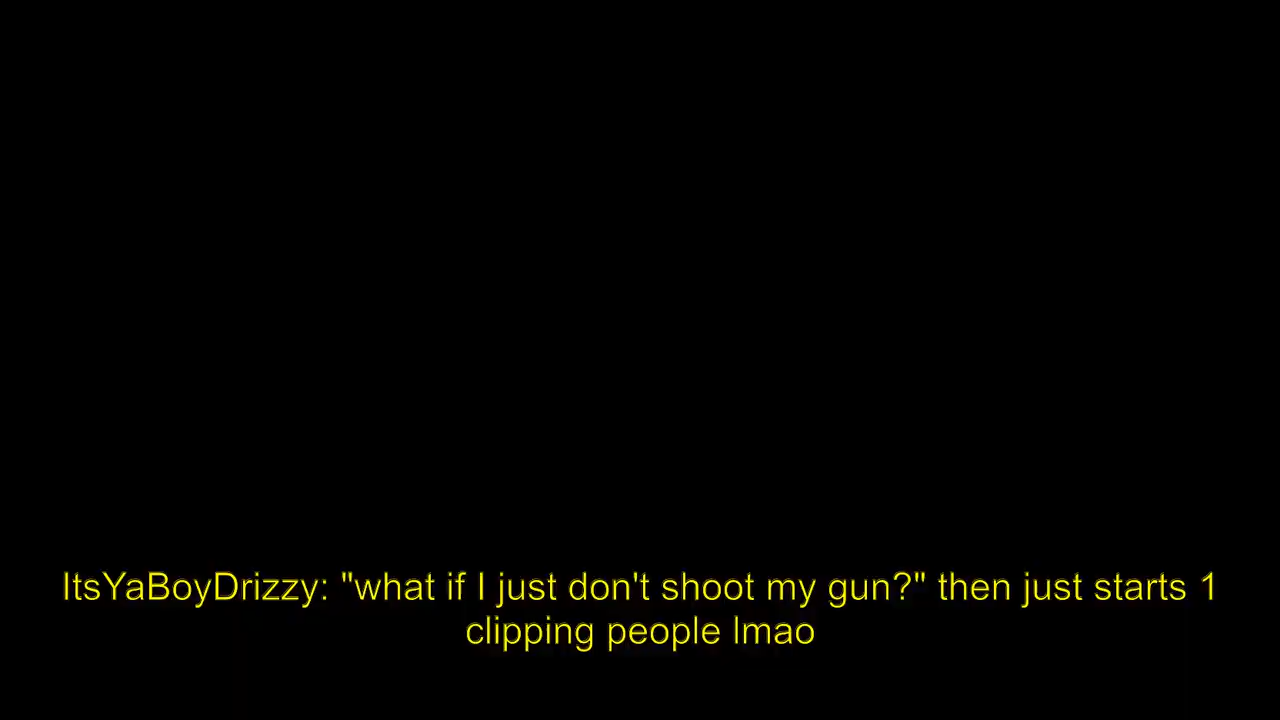 ItsYaBoyDrizzy: "what if I just don't shoot my gun?" then just starts 1
clipping people lmao